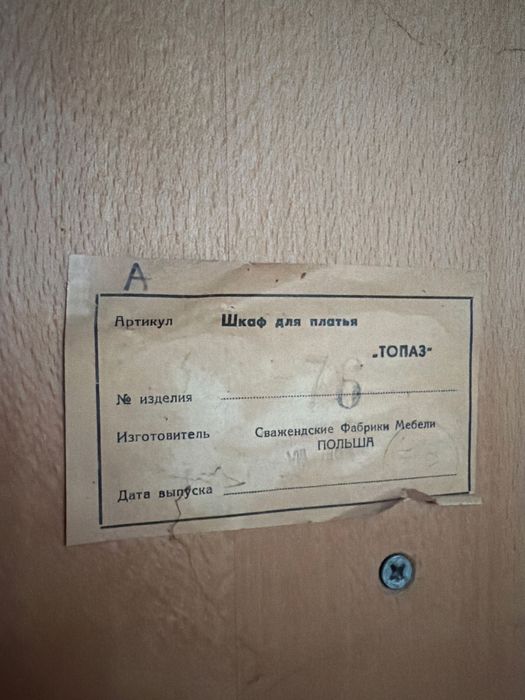 А
Артикул Шкаф для платья
„ТОПАЗ"
76
№ изделия
Изготовитель Сважендские Фабрики Мебели
ПОЛЬША
Дата выпуска